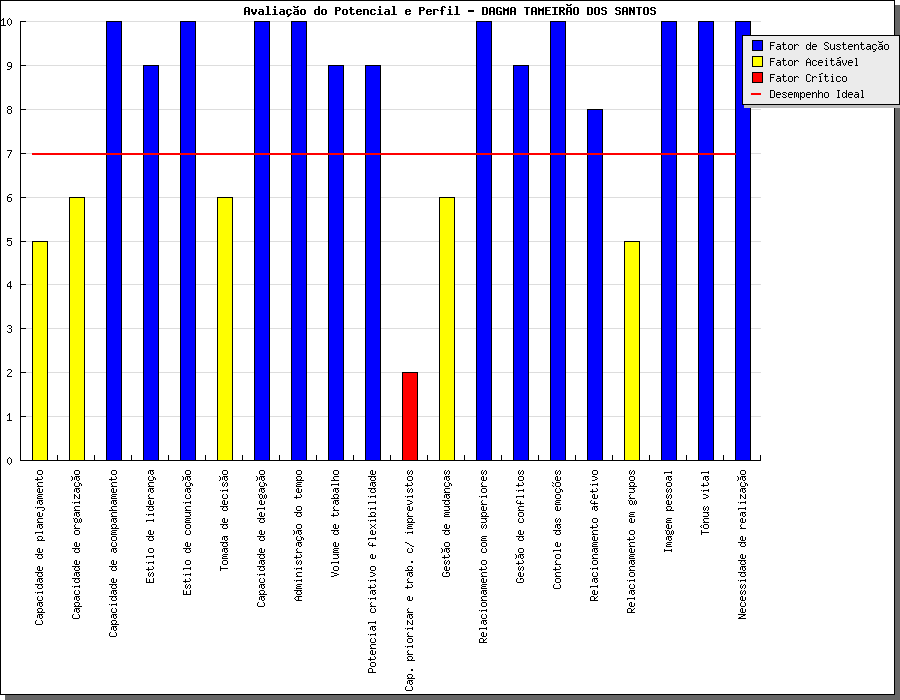 Avaliação do Potencial e Perfil - DAGMA TAMEIRÃO DOS SANTOS
10
9
8
7
6
5
4
3
2
1
0
Fator de Sustentação
Fator Aceitável
Fator Crítico
Desempenho Ideal
Capacidade de planejamento
Capacidade de organização
Capacidade de acompanhamento
Estilo de liderança
Estilo de comunicação
Tomada de decisão
Capacidade de delegação
Administração do tempo
Volume de trabalho
Potencial criativo e flexibilidade
Cap. priorizar e trab. c/ imprevistos
Gestão de mudanças
Relacionamento com superiores
Gestão de conflitos
Controle das emoções
Relacionamento afetivo
Relacionamento em grupos
Imagem pessoal
Tônus vital
Necessidade de realização